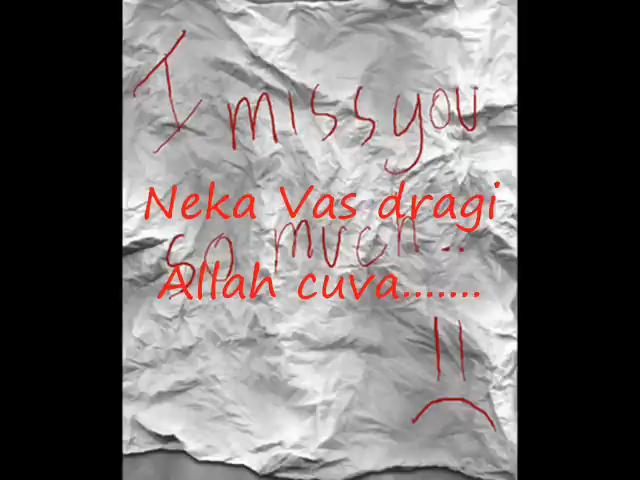 I miss you
Neka Vas dragi
so much...
Allah cuva.......